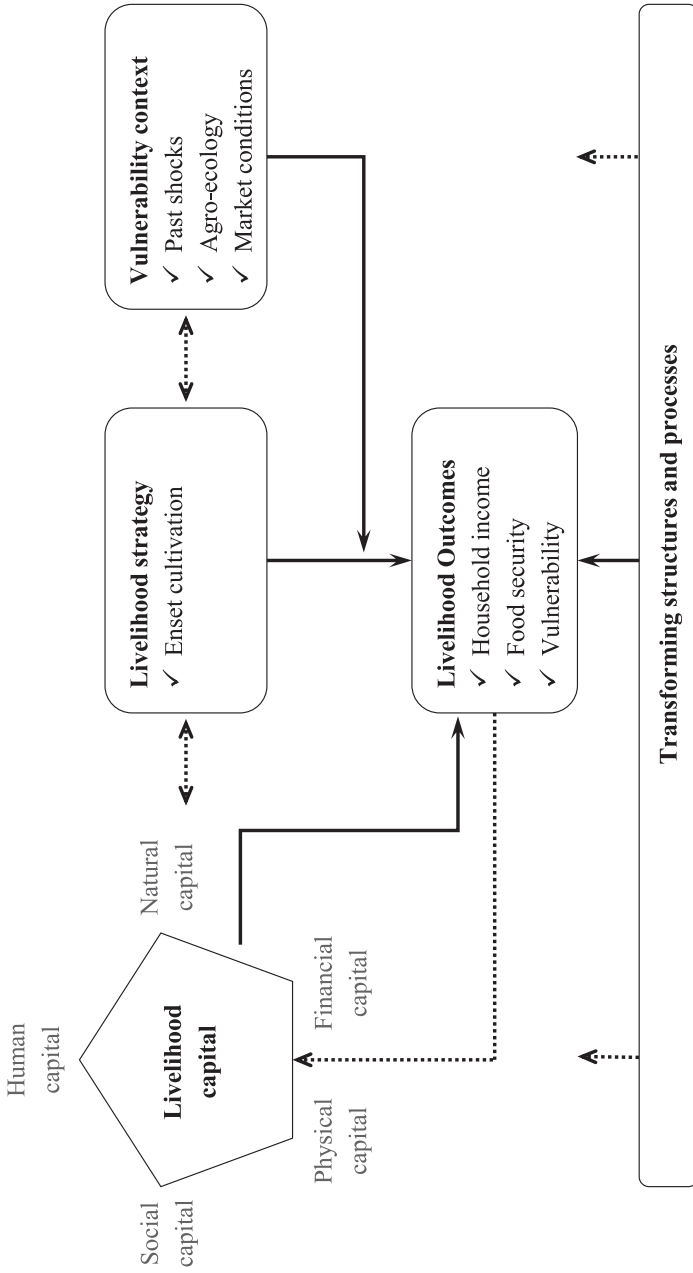 Human
capital
Social
capital
Livelihood
capital
Natural
capital
Physical
capital
Financial
capital
Livelihood strategy
✓ Enset cultivation
Vulnerability context
✓ Past shocks
✓ Agro-ecology
✓ Market conditions
Livelihood Outcomes
✓ Household income
✓ Food security
✓ Vulnerability
Transforming structures and processes